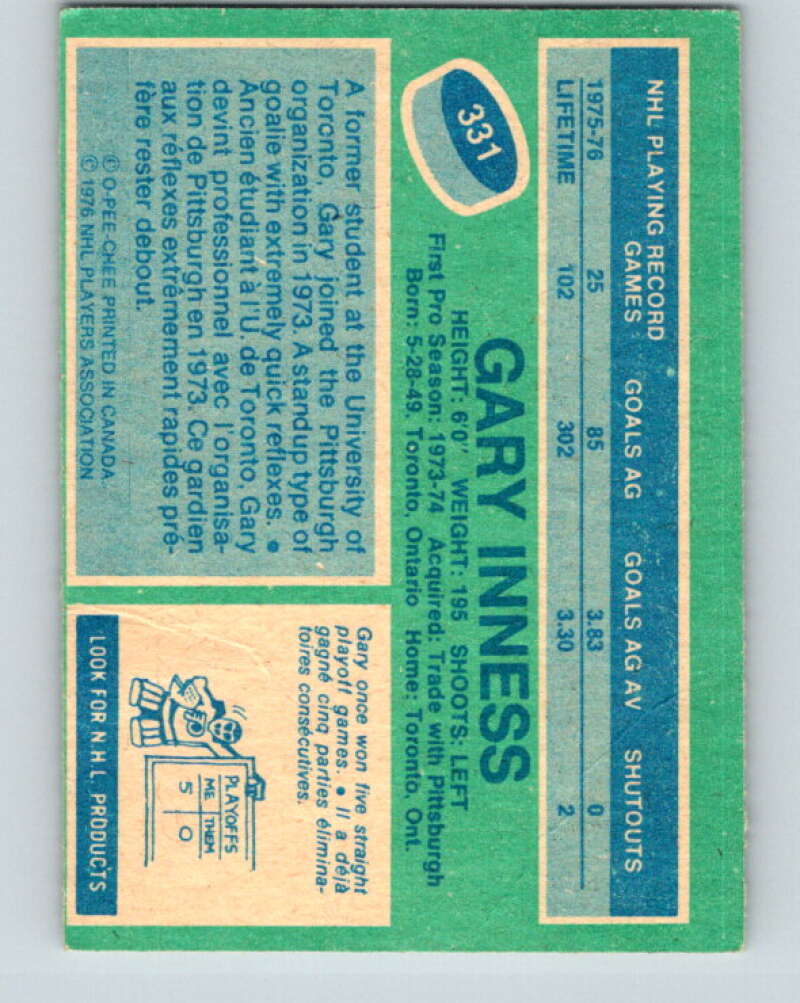 NHL PLAYING RECORD
GAMES GOALS AG GOALS AG AV SHUTOUTS
1975-76 25 85 3.83 0
LIFETIME 102 302 3.30 2
331
GARY INNESS
HEIGHT: 6'0" WEIGHT: 195 SHOOTS: LEFT
First Pro Season: 1973-74 Acquired: Trade with Pittsburgh
Born: 5-28-49, Toronto, Ontario Home: Toronto, Ont.
A former student at the University of
Toronto, Gary joined the Pittsburgh
organization in 1973. A standup type of
goalie with extremely quick reflexes. •
Ancien étudiant à l'U. de Toronto, Gary
devint professionnel avec l'organisa-
tion de Pittsburgh en 1973. Ce gardien
aux réflexes extrêmement rapides pré-
fère rester debout.
© O-PEE-CHEE PRINTED IN CANADA
© 1976 NHL PLAYERS ASSOCIATION
Gary once won five straight
playoff games. • Il a déjà
gagné cinq parties élimina-
toires consécutives.
PLAYOFFS
ME THEM
5 0
LOOK FOR N.H.L. PRODUCTS